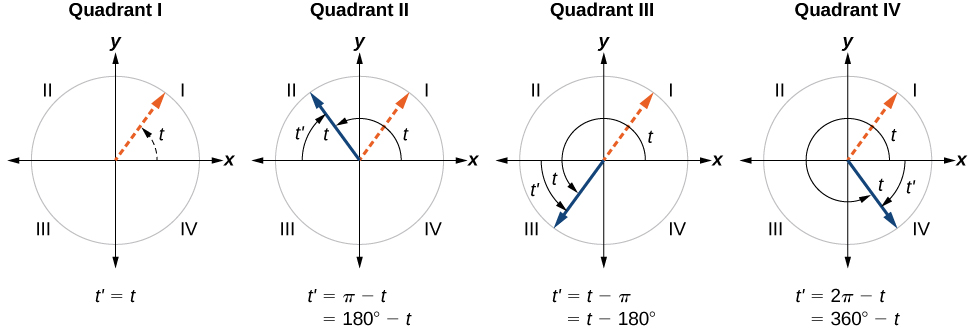 Quadrant I
y
II
I
t
x
III
IV
t' = t
Quadrant II
y
II
I
t'
t
t
x
III
IV
t' = π − t
= 180° − t
Quadrant III
y
II
I
t
x
t'
t
III
IV
t' = t − π
= t − 180°
Quadrant IV
y
II
I
t
x
t
t'
III
IV
t' = 2π − t
= 360° − t